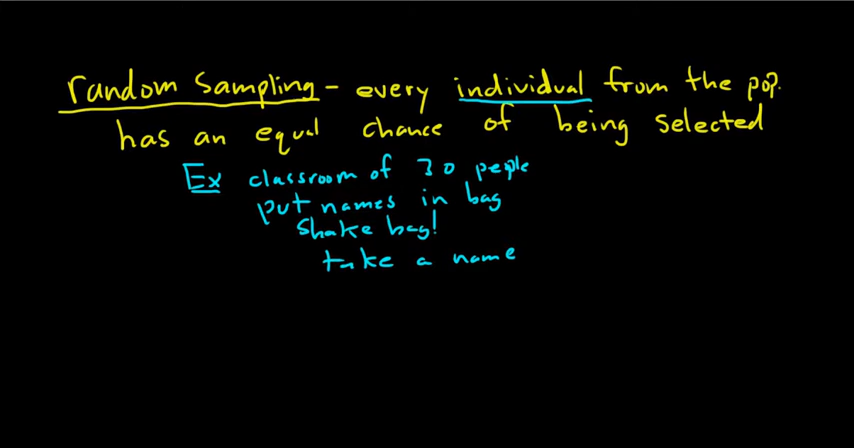 random sampling - every individual from the pop.
has an equal chance of being selected
Ex classroom of 30 people
put names in bag
shake bag!
take a name